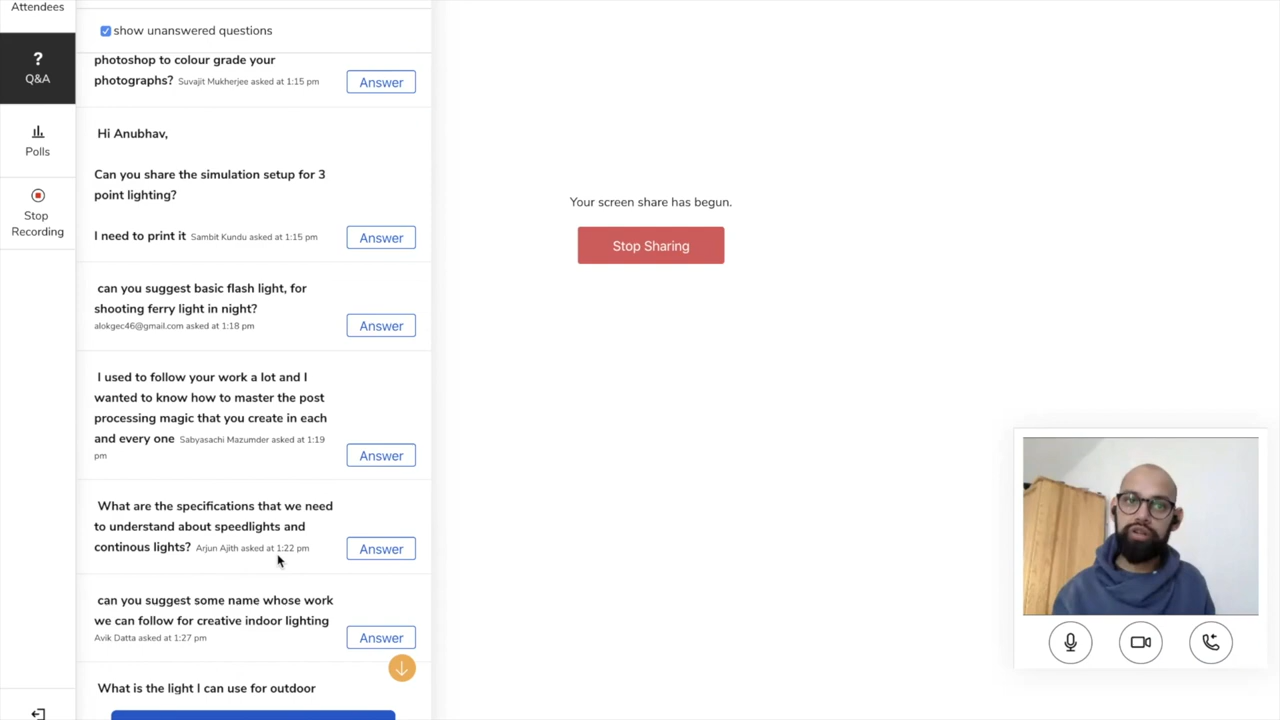 Attendees
?
Q&A
Polls
Stop
Recording
show unanswered questions
photoshop to colour grade your
photographs? Suvajit Mukherjee asked at 1:15 pm
Answer
Hi Anubhav,
Can you share the simulation setup for 3
point lighting?
I need to print it Sambit Kundu asked at 1:15 pm
Answer
can you suggest basic flash light, for
shooting ferry light in night?
alokgec46@gmail.com asked at 1:18 pm
Answer
I used to follow your work a lot and I
wanted to know how to master the post
processing magic that you create in each
and every one Sabyasachi Mazumder asked at 1:19
pm
Answer
What are the specifications that we need
to understand about speedlights and
continous lights? Arjun Ajith asked at 1:22 pm
Answer
can you suggest some name whose work
we can follow for creative indoor lighting
Avik Datta asked at 1:27 pm
Answer
What is the light I can use for outdoor
Your screen share has begun.
Stop Sharing